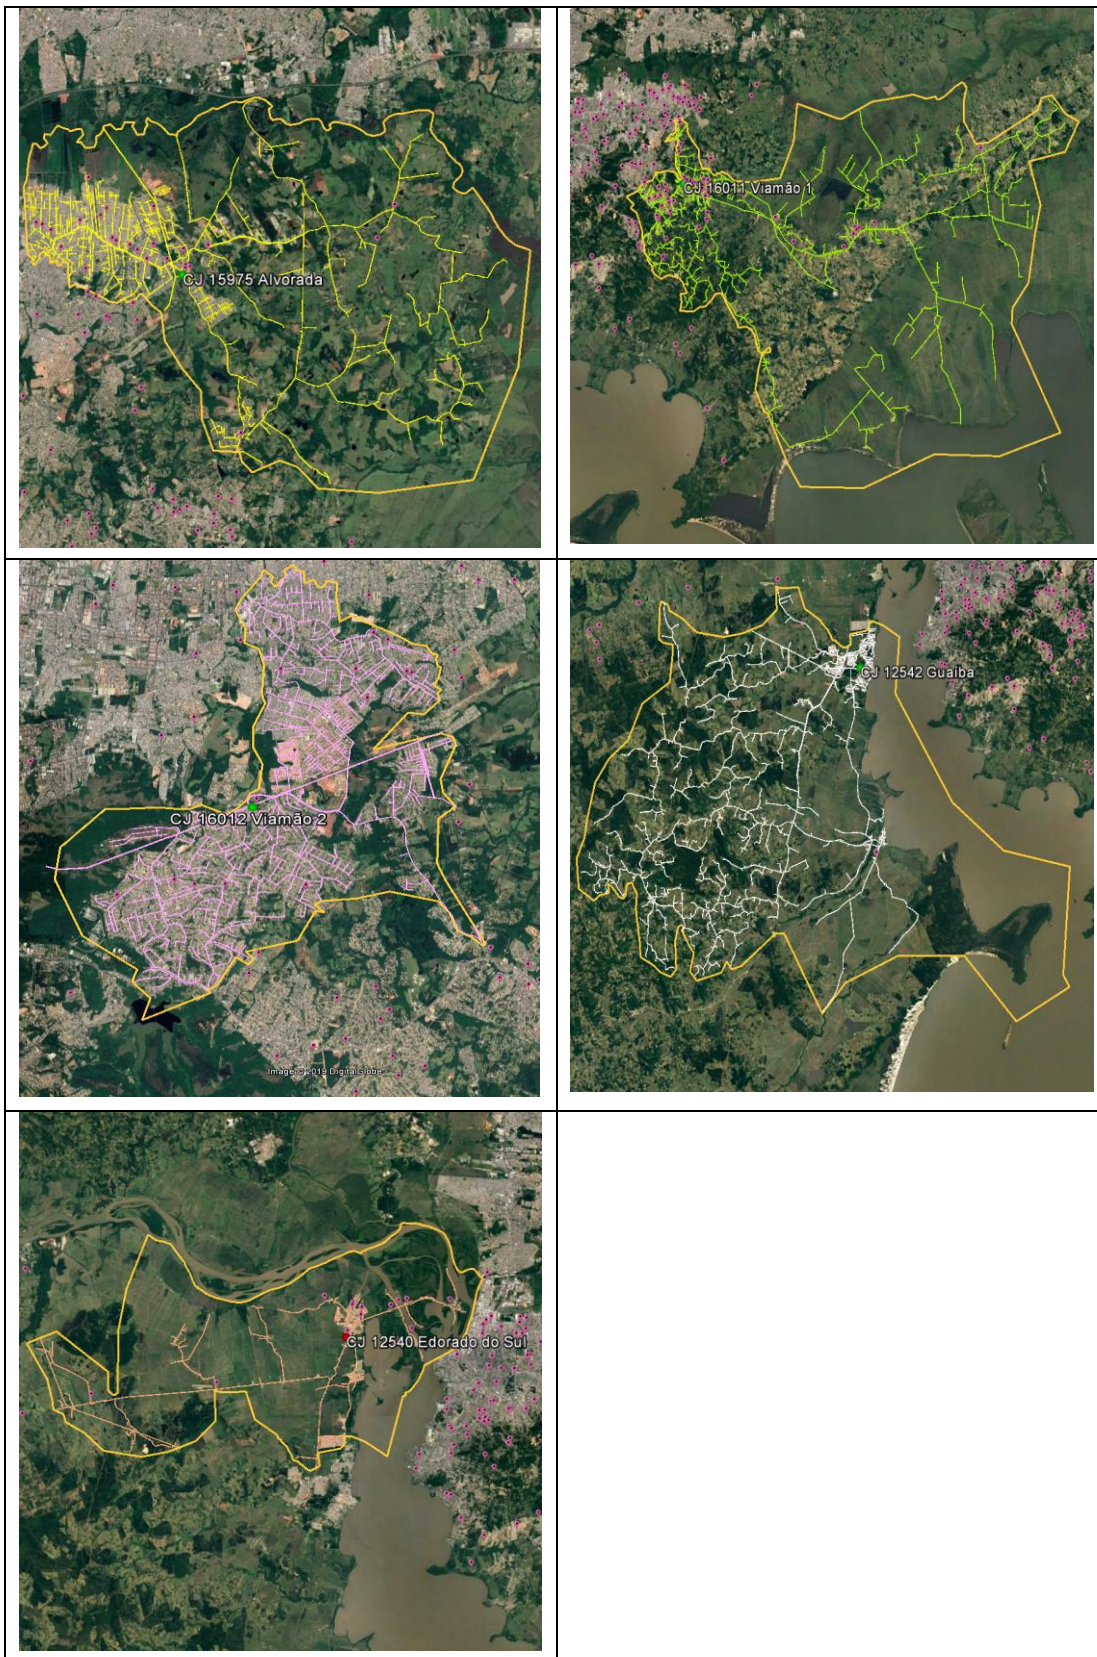 CJ 15975 Alvorada
CJ 16011 Viamão 1
CJ 16012 Viamão 2
Image © 2019 DigitalGlobe
CJ 12542 Guaíba
CJ 12540 Edorado do Sul